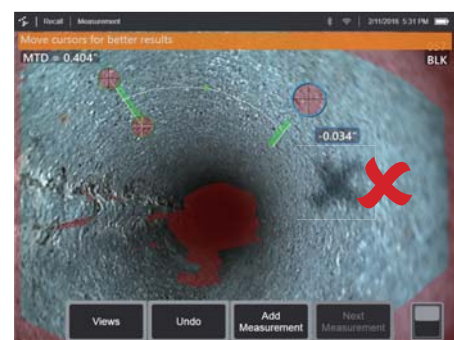 Recall Measurement 2/11/2016 5:31 PM
Move cursors for better results
MTD = 0.404"
BLK
-0.034"
Views
Undo
Add
Measurement
Next
Measurement